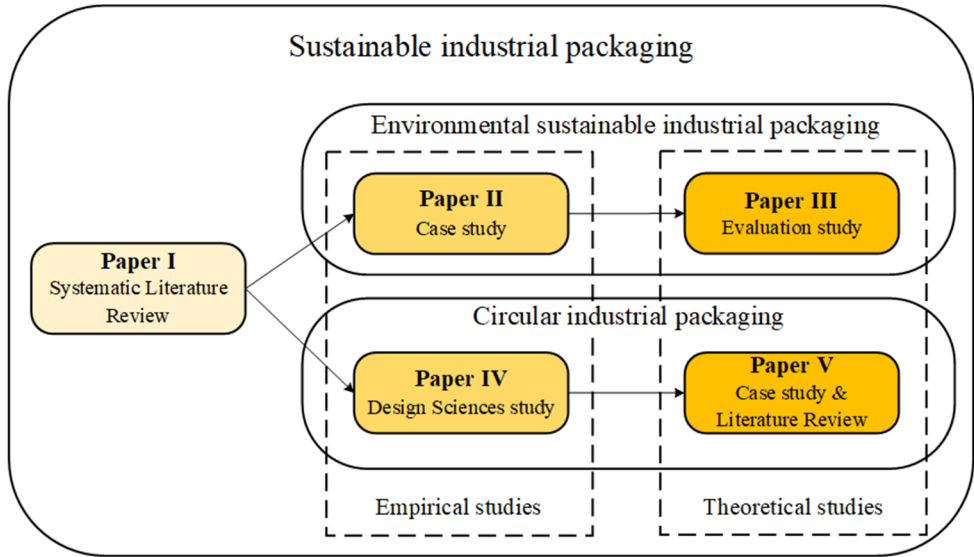 Sustainable industrial packaging
Environmental sustainable industrial packaging
Paper II
Case study
Paper III
Evaluation study
Paper I
Systematic Literature
Review
Circular industrial packaging
Paper IV
Design Sciences study
Paper V
Case study &
Literature Review
Empirical studies
Theoretical studies